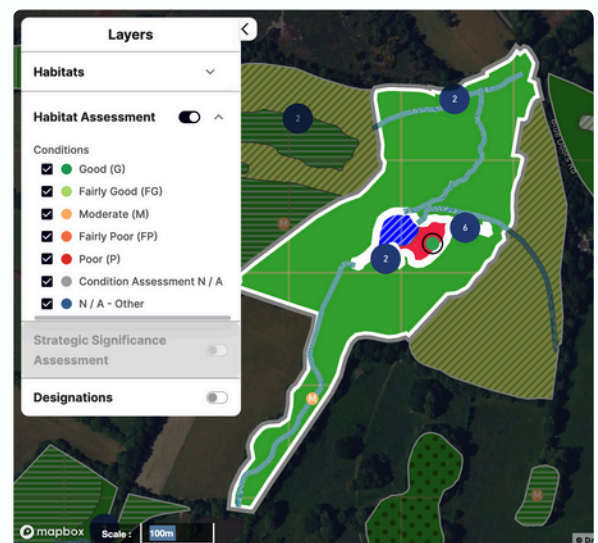 Layers
Habitats
Habitat Assessment
Conditions
Good (G)
Fairly Good (FG)
Moderate (M)
Fairly Poor (FP)
Poor (P)
Condition Assessment N / A
N / A - Other
Strategic Significance
Assessment
Designations
2
2
6
2
M
M
M
mapbox
Scale :
100m